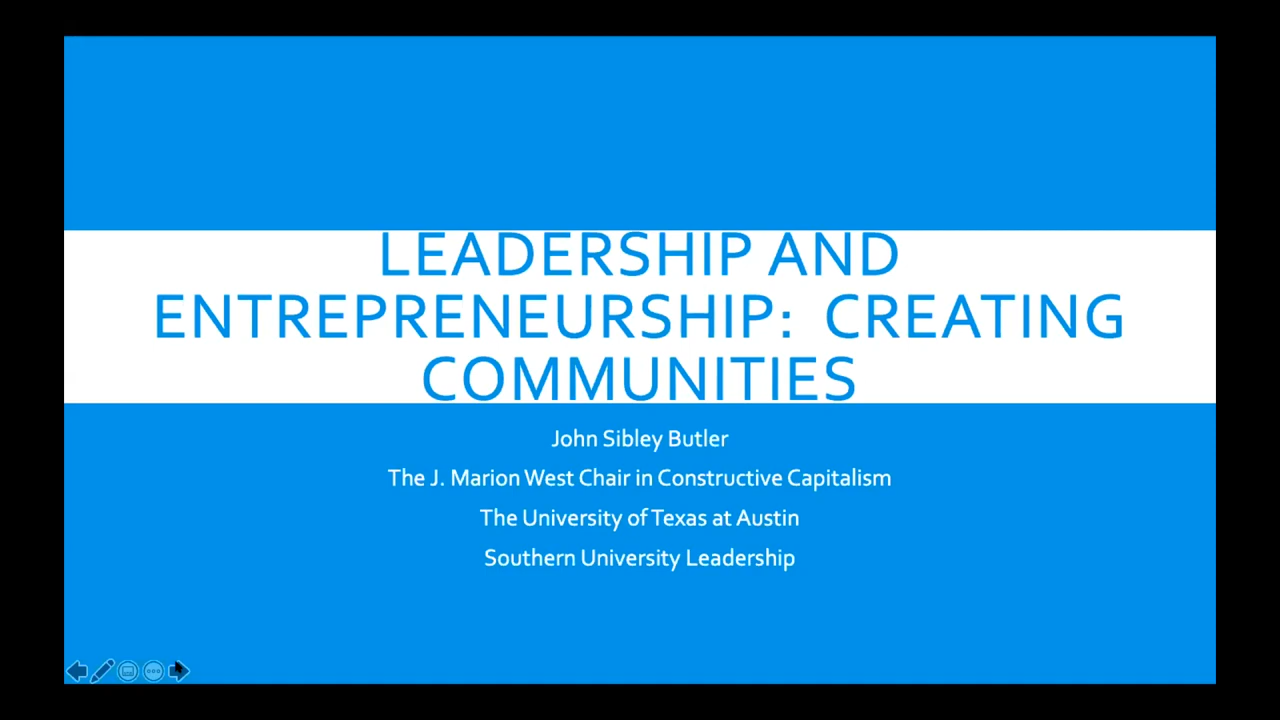 LEADERSHIP AND
ENTREPRENEURSHIP:  CREATING
COMMUNITIES
John Sibley Butler
The J. Marion West Chair in Constructive Capitalism
The University of Texas at Austin
Southern University Leadership